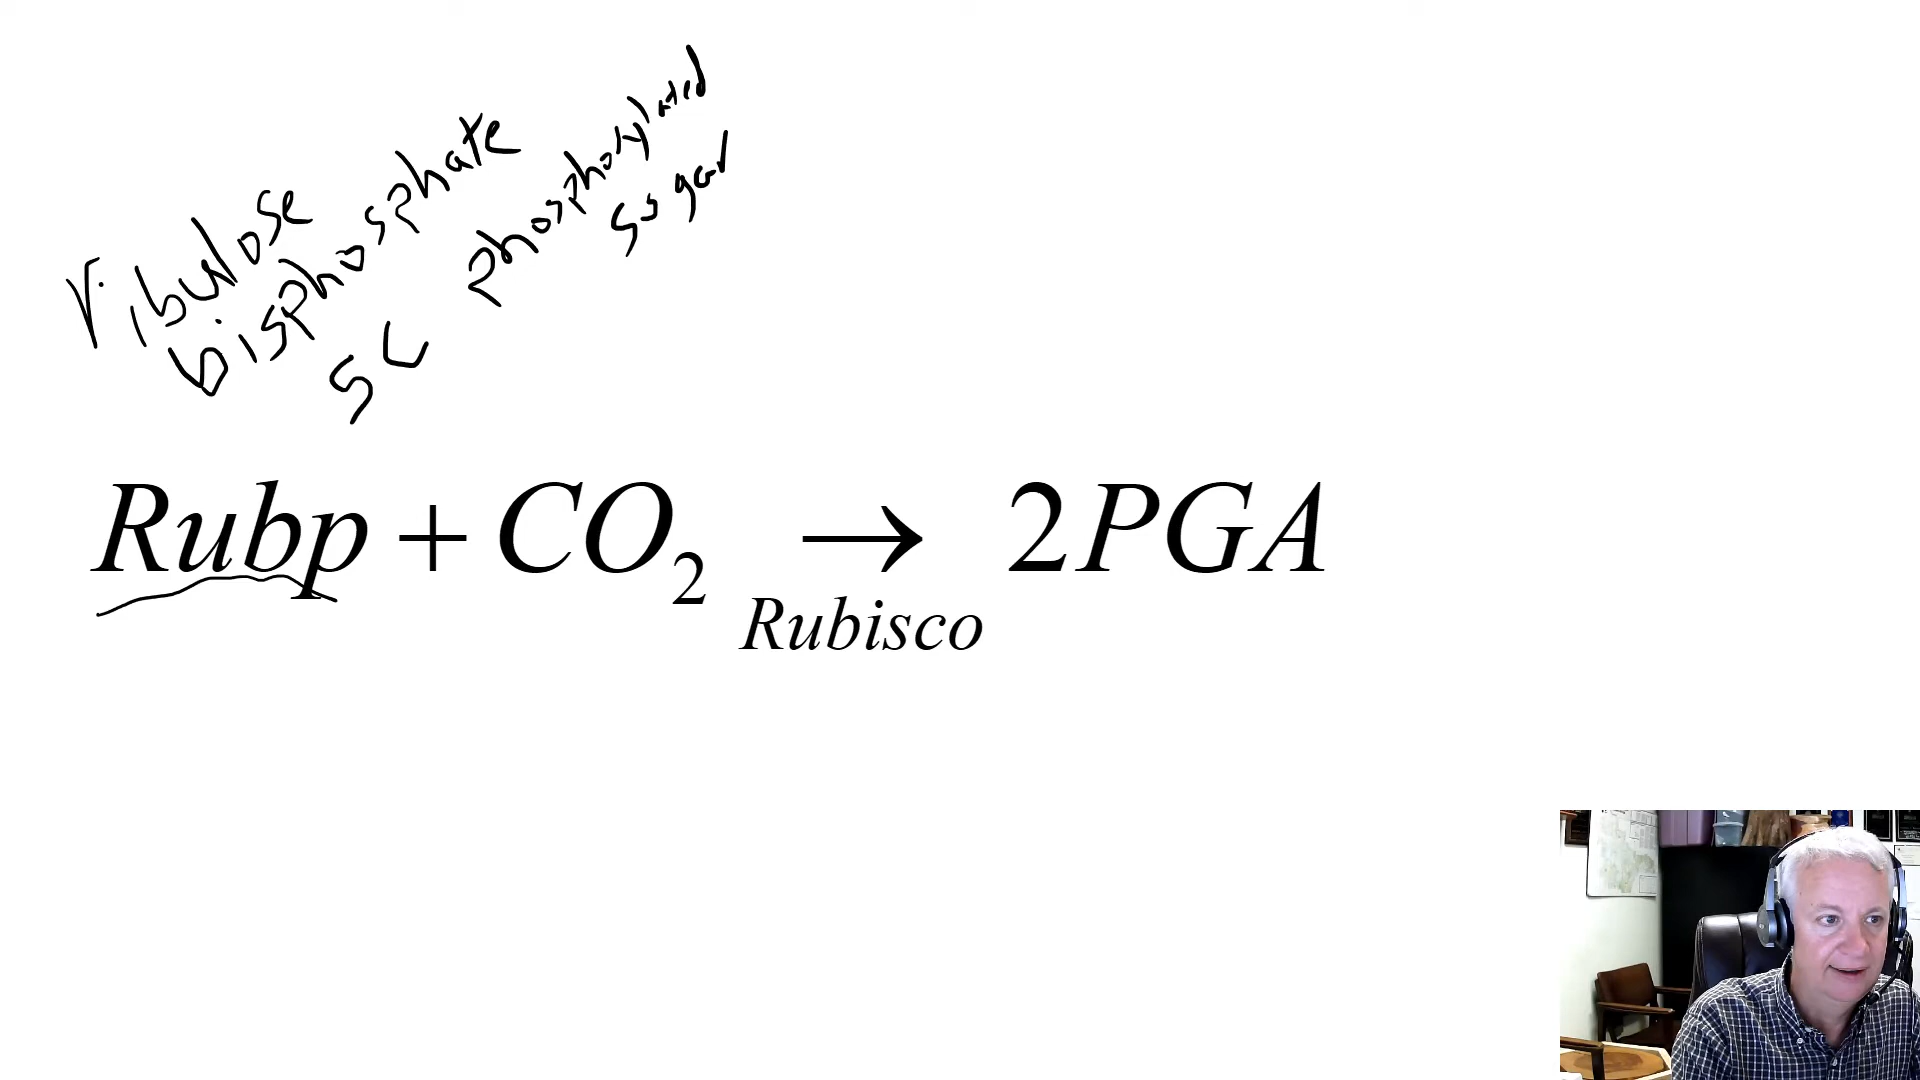 ribulose
bisphosphate
5C phosphorylated
sugar
Rubp + CO₂ → 2PGA
Rubisco